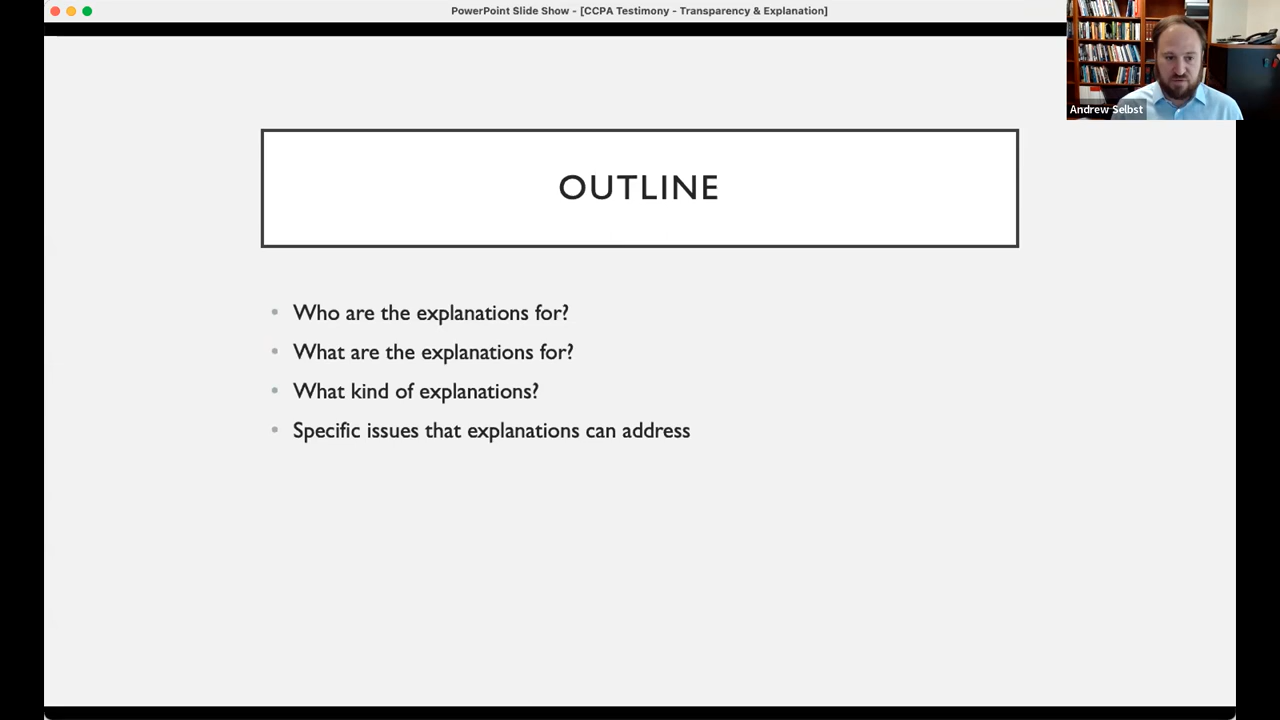 PowerPoint Slide Show - [CCPA Testimony - Transparency & Explanation]
Andrew Selbst
OUTLINE
• Who are the explanations for?
• What are the explanations for?
• What kind of explanations?
• Specific issues that explanations can address